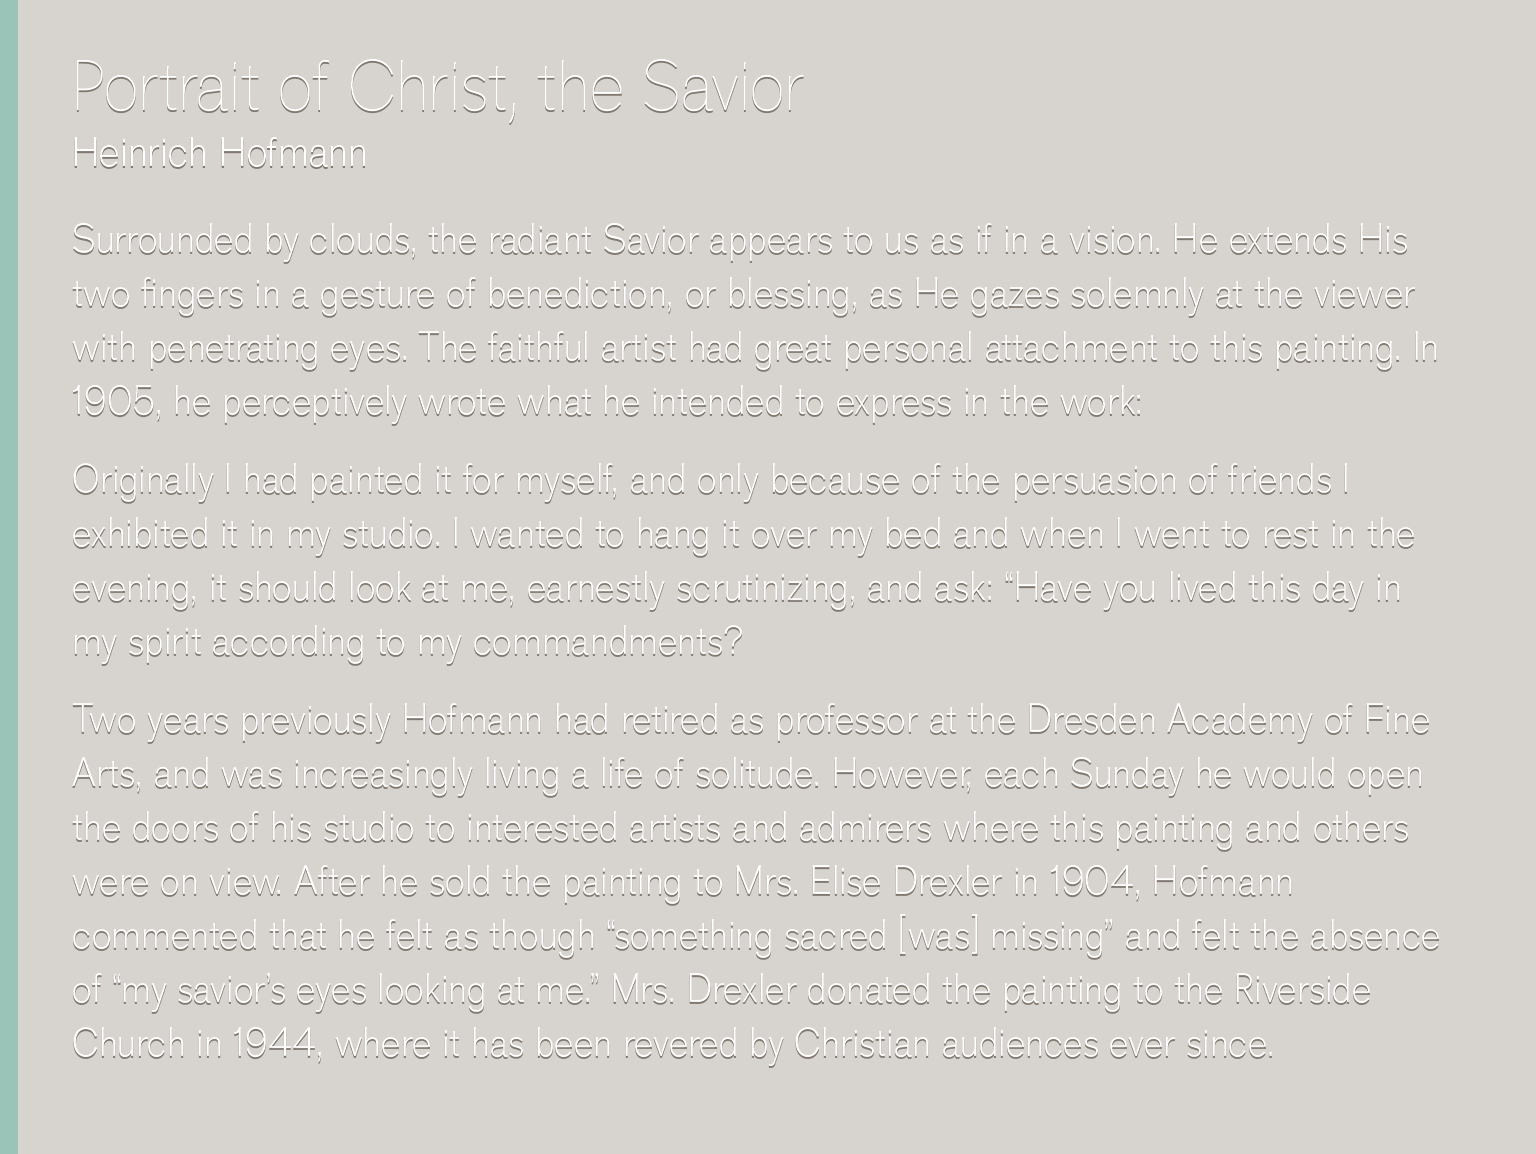 Portrait of Christ, the Savior
Heinrich Hofmann
Surrounded by clouds, the radiant Savior appears to us as if in a vision. He extends His
two fingers in a gesture of benediction, or blessing, as He gazes solemnly at the viewer
with penetrating eyes. The faithful artist had great personal attachment to this painting. In
1905, he perceptively wrote what he intended to express in the work:
Originally I had painted it for myself, and only because of the persuasion of friends I
exhibited it in my studio. I wanted to hang it over my bed and when I went to rest in the
evening, it should look at me, earnestly scrutinizing, and ask: “Have you lived this day in
my spirit according to my commandments?
Two years previously Hofmann had retired as professor at the Dresden Academy of Fine
Arts, and was increasingly living a life of solitude. However, each Sunday he would open
the doors of his studio to interested artists and admirers where this painting and others
were on view. After he sold the painting to Mrs. Elise Drexler in 1904, Hofmann
commented that he felt as though “something sacred [was] missing” and felt the absence
of “my savior’s eyes looking at me.” Mrs. Drexler donated the painting to the Riverside
Church in 1944, where it has been revered by Christian audiences ever since.